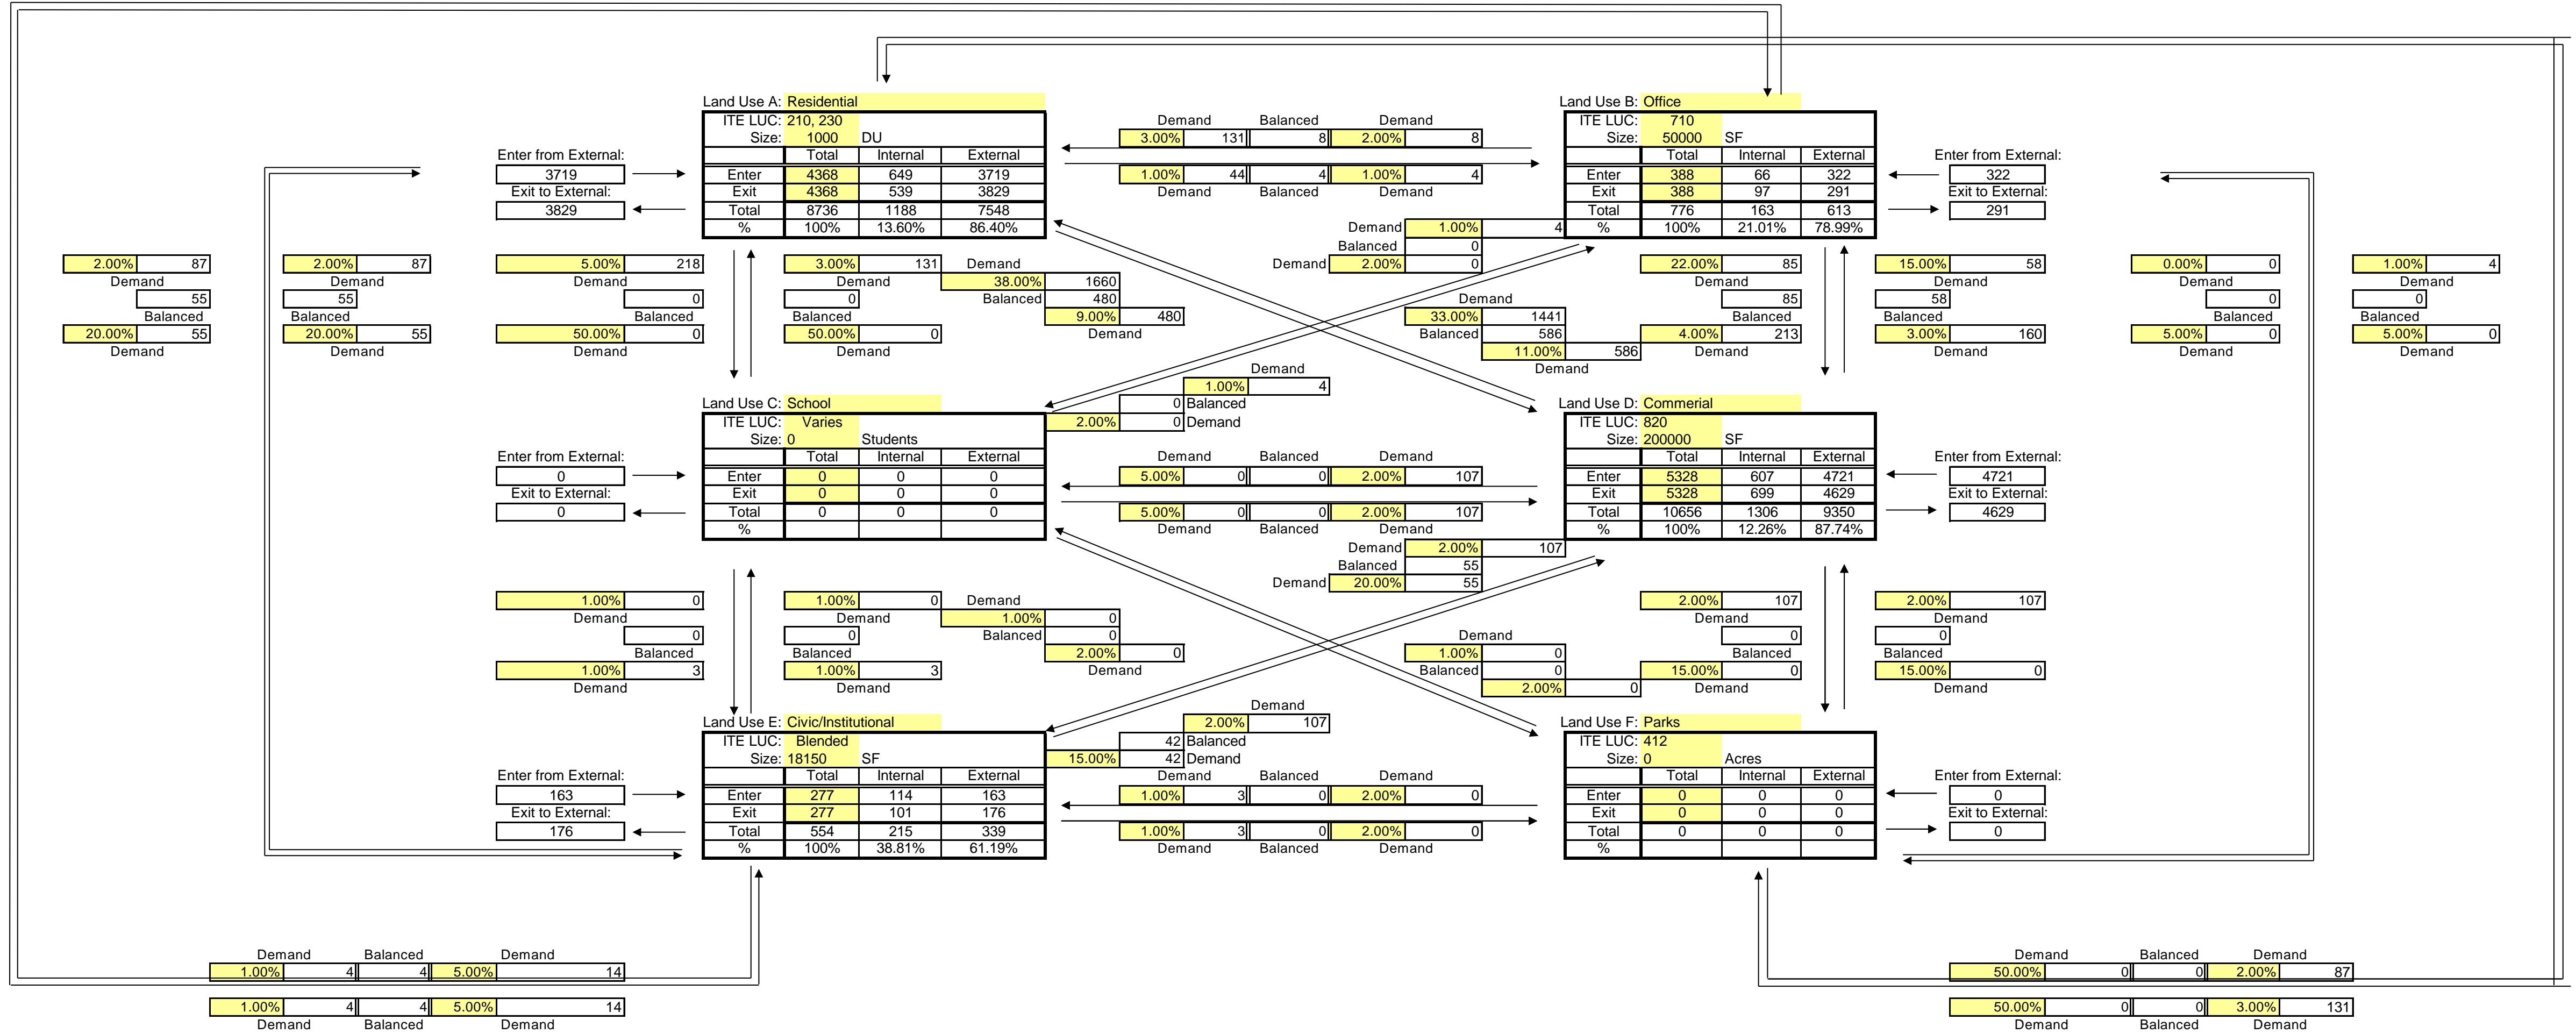 Land Use A: Residential
ITE LUC: 210, 230
Size: 1000 DU
Total Internal External
Enter 4368 649 3719
Exit 4368 539 3829
Total 8736 1188 7548
% 100% 13.60% 86.40%
Enter from External:
3719
Exit to External:
3829
Demand Balanced Demand
3.00% 131 8 2.00% 8
1.00% 44 4 1.00% 4
Demand Balanced Demand
Land Use B: Office
ITE LUC: 710
Size: 50000 SF
Total Internal External
Enter 388 66 322
Exit 388 97 291
Total 776 163 613
% 100% 21.01% 78.99%
Enter from External:
322
Exit to External:
291
Demand 1.00% 4
Balanced 0
Demand 2.00% 0
2.00% 87
Demand
55
Balanced
20.00% 55
Demand
2.00% 87
Demand
55
Balanced
20.00% 55
Demand
5.00% 218
Demand
0
Balanced
50.00% 0
Demand
3.00% 131
Demand
0
Balanced
50.00% 0
Demand
Demand
38.00% 1660
Balanced 480
9.00% 480
Demand
Demand
33.00% 1441
Balanced 586
11.00% 586
Demand
22.00% 85
Demand
85
Balanced
4.00% 213
Demand
15.00% 58
Demand
58
Balanced
3.00% 160
Demand
0.00% 0
Demand
0
Balanced
5.00% 0
Demand
1.00% 4
Demand
0
Balanced
5.00% 0
Demand
Demand
1.00% 4
0 Balanced
2.00% 0 Demand
Land Use C: School
ITE LUC: Varies
Size: 0 Students
Total Internal External
Enter 0 0 0
Exit 0 0 0
Total 0 0 0
%
Enter from External:
0
Exit to External:
0
Demand Balanced Demand
5.00% 0 0 2.00% 107
5.00% 0 0 2.00% 107
Demand Balanced Demand
Land Use D: Commerial
ITE LUC: 820
Size: 200000 SF
Total Internal External
Enter 5328 607 4721
Exit 5328 699 4629
Total 10656 1306 9350
% 100% 12.26% 87.74%
Enter from External:
4721
Exit to External:
4629
Demand 2.00% 107
Balanced 55
Demand 20.00% 55
1.00% 0
Demand
0
Balanced
1.00% 3
Demand
1.00% 0
Demand
0
Balanced
1.00% 3
Demand
Demand
1.00% 0
Balanced 0
2.00% 0
Demand
Demand
1.00% 0
Balanced 0
2.00% 0
2.00% 107
Demand
0
Balanced
15.00% 0
Demand
2.00% 107
Demand
0
Balanced
15.00% 0
Demand
Demand
2.00% 107
42 Balanced
15.00% 42 Demand
Land Use E: Civic/Institutional
ITE LUC: Blended
Size: 18150 SF
Total Internal External
Enter 277 114 163
Exit 277 101 176
Total 554 215 339
% 100% 38.81% 61.19%
Enter from External:
163
Exit to External:
176
Demand Balanced Demand
1.00% 3 0 2.00% 0
1.00% 3 0 2.00% 0
Demand Balanced Demand
Land Use F: Parks
ITE LUC: 412
Size: 0 Acres
Total Internal External
Enter 0 0 0
Exit 0 0 0
Total 0 0 0
%
Enter from External:
0
Exit to External:
0
Demand Balanced Demand
1.00% 4 4 5.00% 14
1.00% 4 4 5.00% 14
Demand Balanced Demand
Demand Balanced Demand
50.00% 0 0 2.00% 87
50.00% 0 0 3.00% 131
Demand Balanced Demand